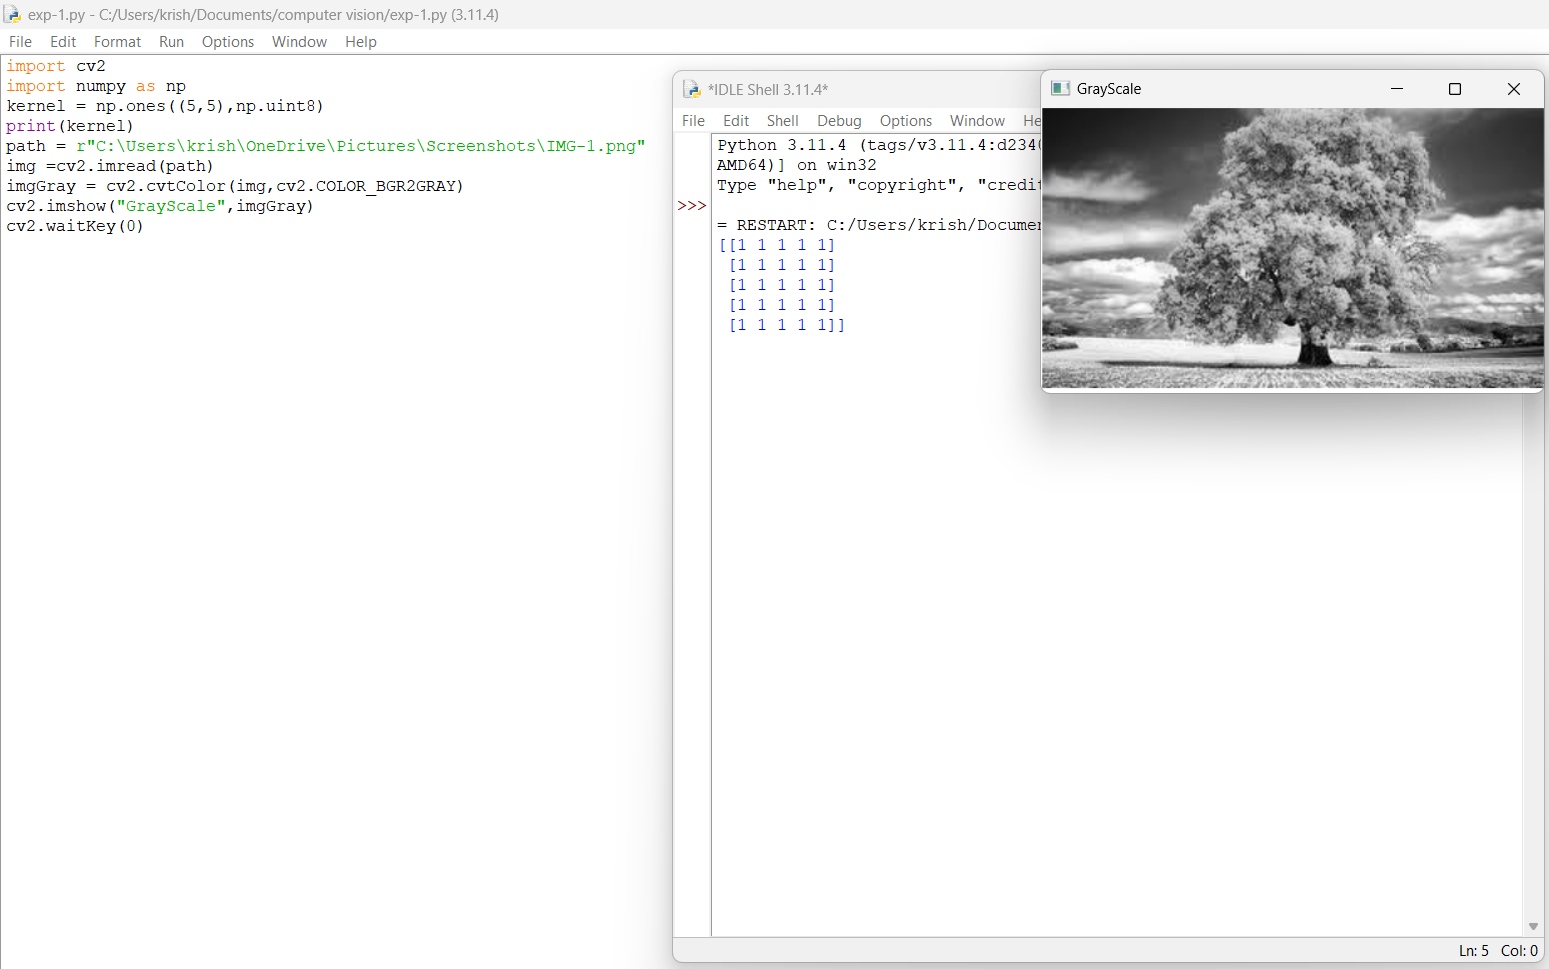 exp-1.py - C:/Users/krish/Documents/computer vision/exp-1.py (3.11.4)
File Edit Format Run Options Window Help
import cv2
import numpy as np
kernel = np.ones((5,5),np.uint8)
print(kernel)
path = r"C:\Users\krish\OneDrive\Pictures\Screenshots\IMG-1.png"
img =cv2.imread(path)
imgGray = cv2.cvtColor(img,cv2.COLOR_BGR2GRAY)
cv2.imshow("GrayScale",imgGray)
cv2.waitKey(0)
*IDLE Shell 3.11.4*
File Edit Shell Debug Options Window He
Python 3.11.4 (tags/v3.11.4:d2340
AMD64)] on win32
Type "help", "copyright", "credit
>>>
= RESTART: C:/Users/krish/Documen
[[1 1 1 1 1]
[1 1 1 1 1]
[1 1 1 1 1]
[1 1 1 1 1]
[1 1 1 1 1]]
GrayScale
Ln: 5 Col: 0